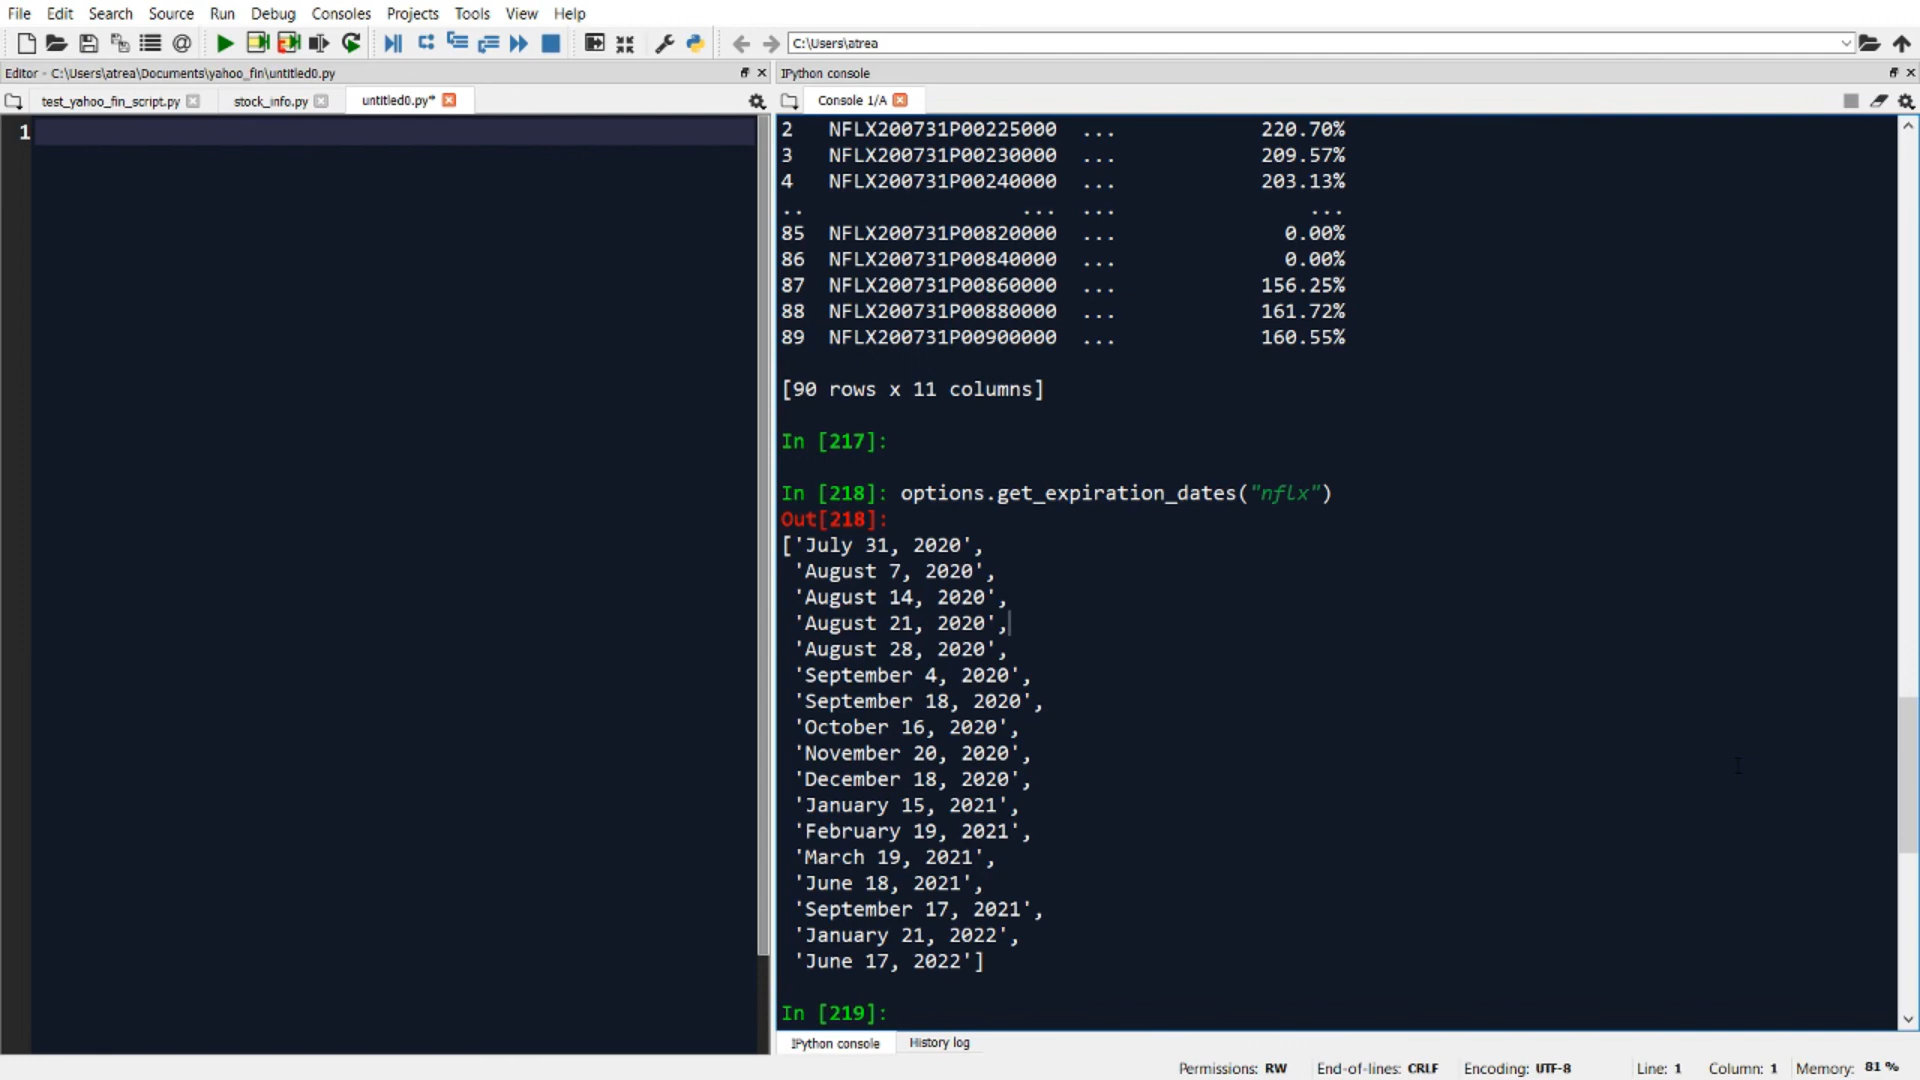 File Edit Search Source Run Debug Consoles Projects Tools View Help
C:\Users\atrea
Editor - C:\Users\atrea\Documents\yahoo_fin\untitled0.py
IPython console
test_yahoo_fin_script.py stock_info.py untitled0.py*
Console 1/A
1
2 NFLX200731P00225000 ... 220.70%
3 NFLX200731P00230000 ... 209.57%
4 NFLX200731P00240000 ... 203.13%
.. ... ... ...
85 NFLX200731P00820000 ... 0.00%
86 NFLX200731P00840000 ... 0.00%
87 NFLX200731P00860000 ... 156.25%
88 NFLX200731P00880000 ... 161.72%
89 NFLX200731P00900000 ... 160.55%
[90 rows x 11 columns]
In [217]:
In [218]: options.get_expiration_dates("nflx")
Out[218]:
['July 31, 2020',
'August 7, 2020',
'August 14, 2020',
'August 21, 2020',
'August 28, 2020',
'September 4, 2020',
'September 18, 2020',
'October 16, 2020',
'November 20, 2020',
'December 18, 2020',
'January 15, 2021',
'February 19, 2021',
'March 19, 2021',
'June 18, 2021',
'September 17, 2021',
'January 21, 2022',
'June 17, 2022']
In [219]:
IPython console History log
Permissions: RW End-of-lines: CRLF Encoding: UTF-8 Line: 1 Column: 1 Memory: 81 %